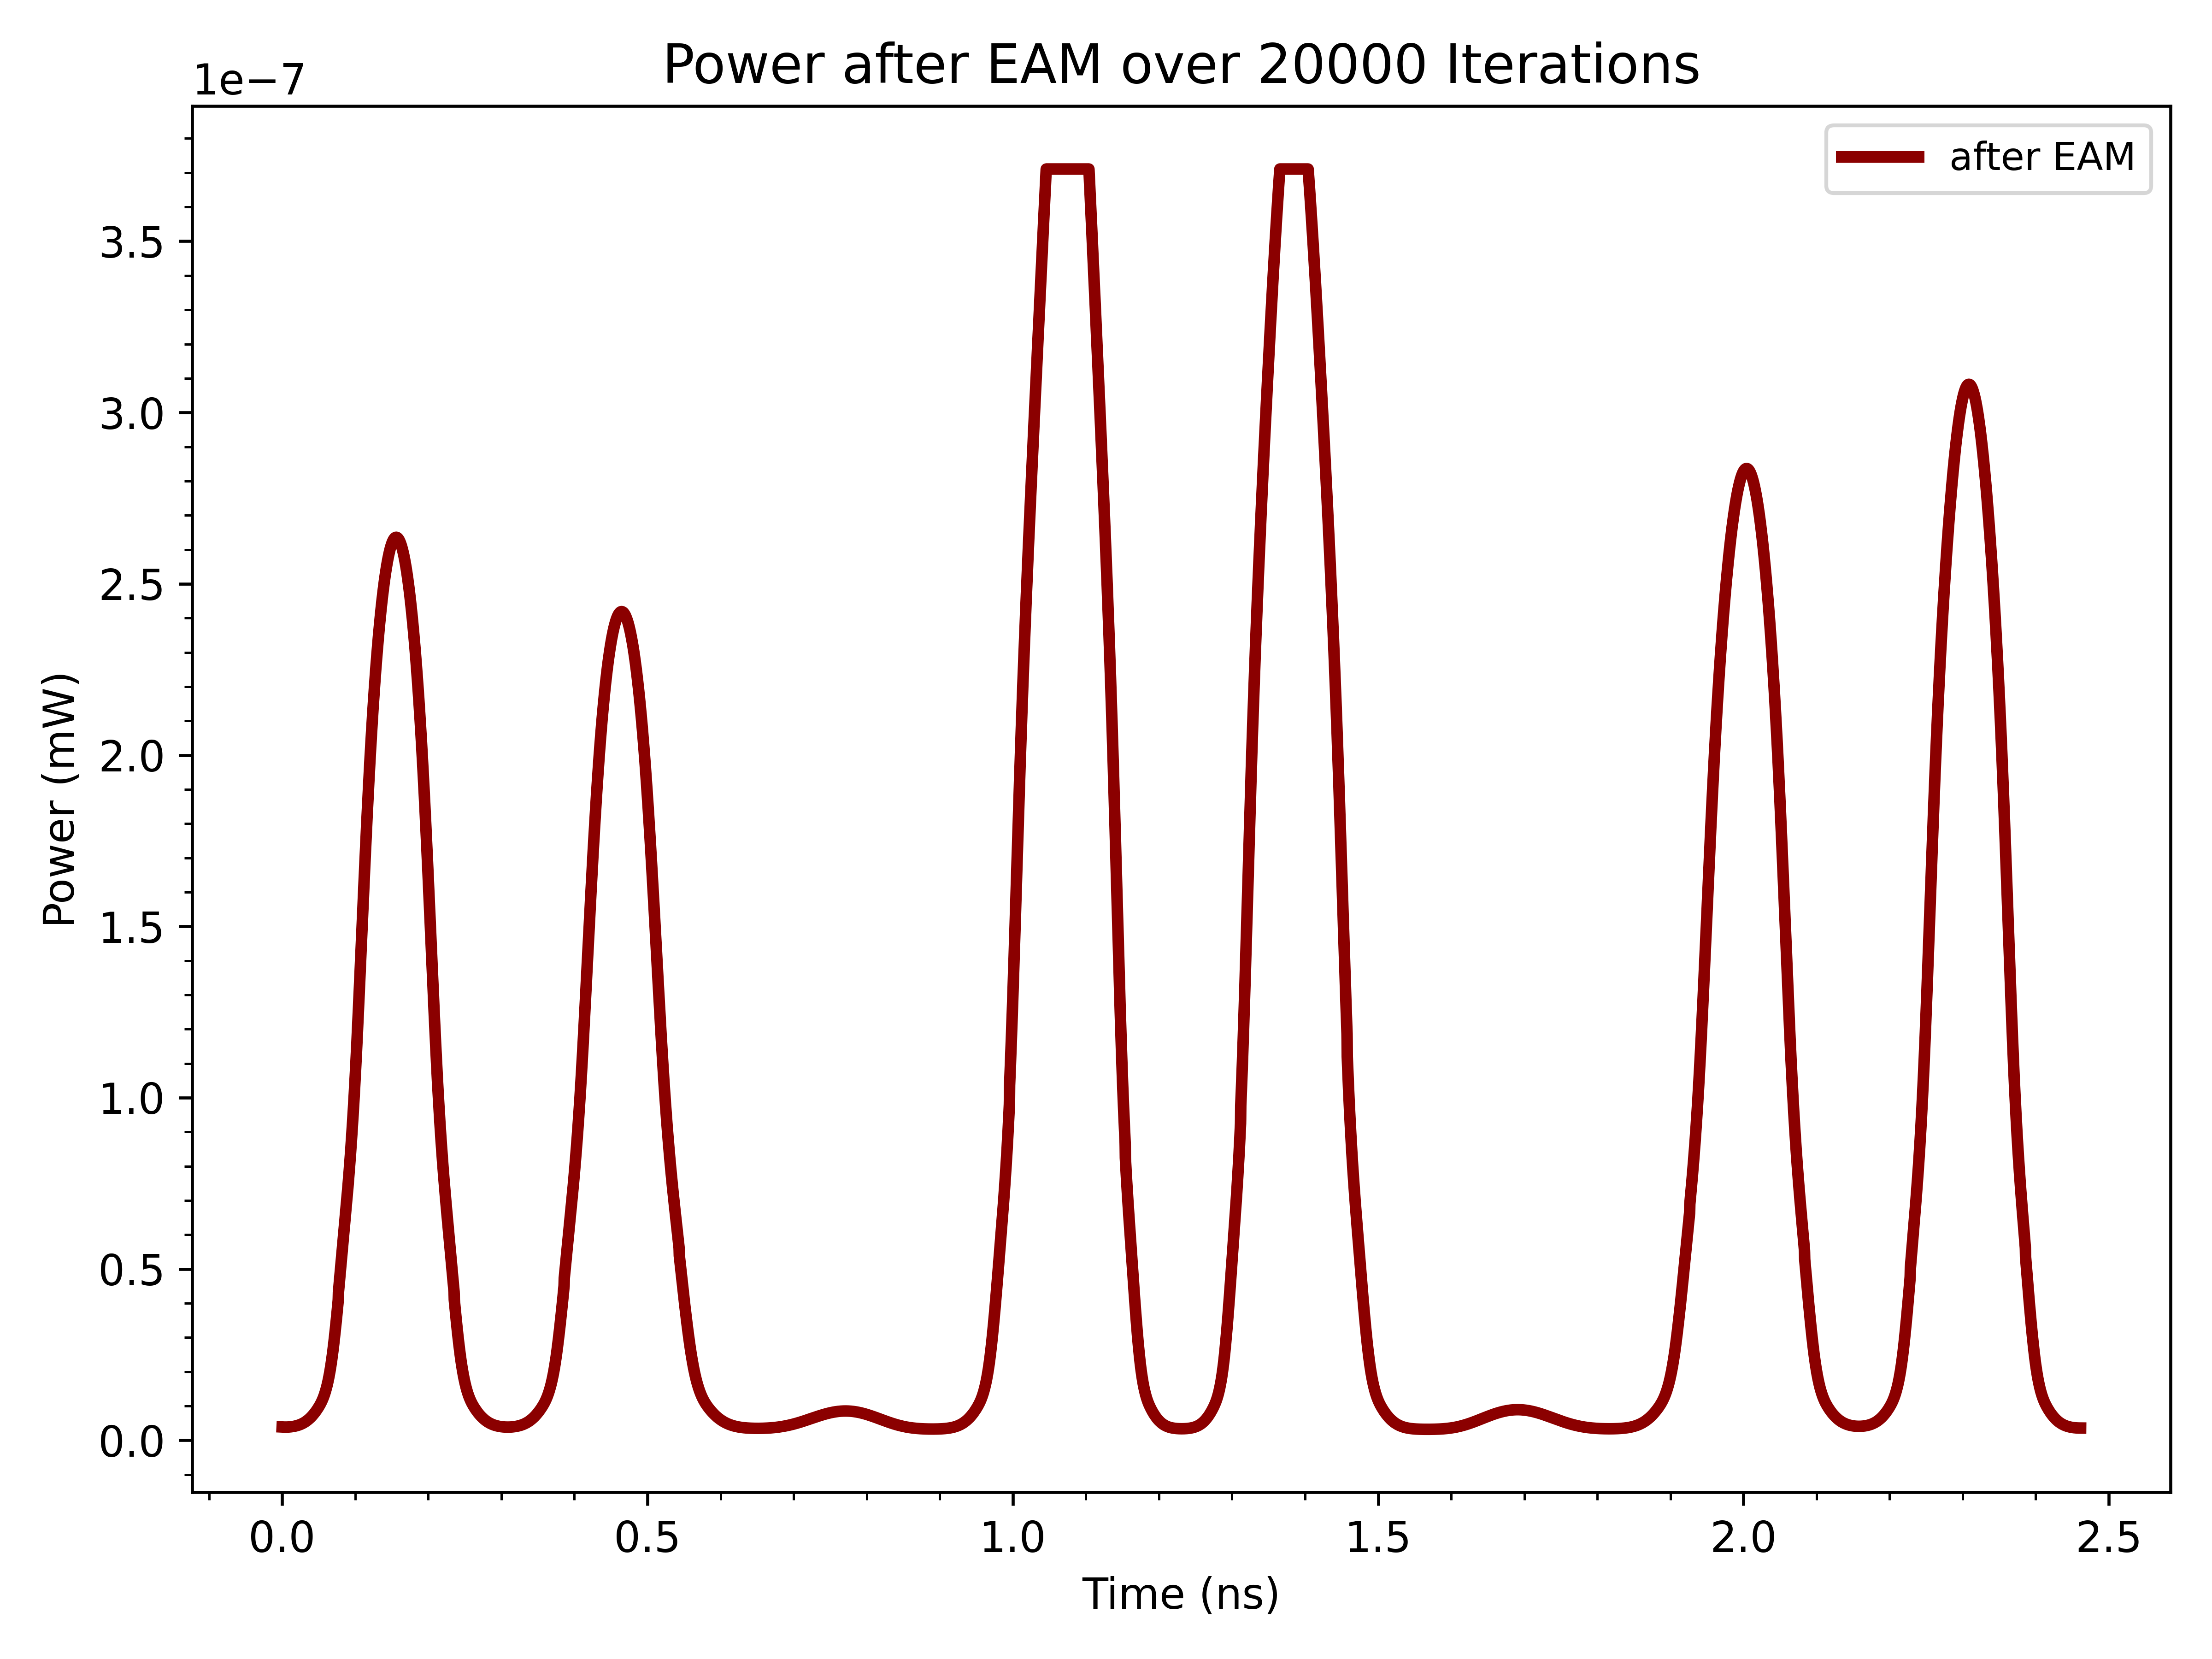 Power after EAM over 20000 Iterations
1e−7
after EAM
3.5
3.0
2.5
2.0
1.5
1.0
0.5
0.0
Power (mW)
0.0 0.5 1.0 1.5 2.0 2.5
Time (ns)